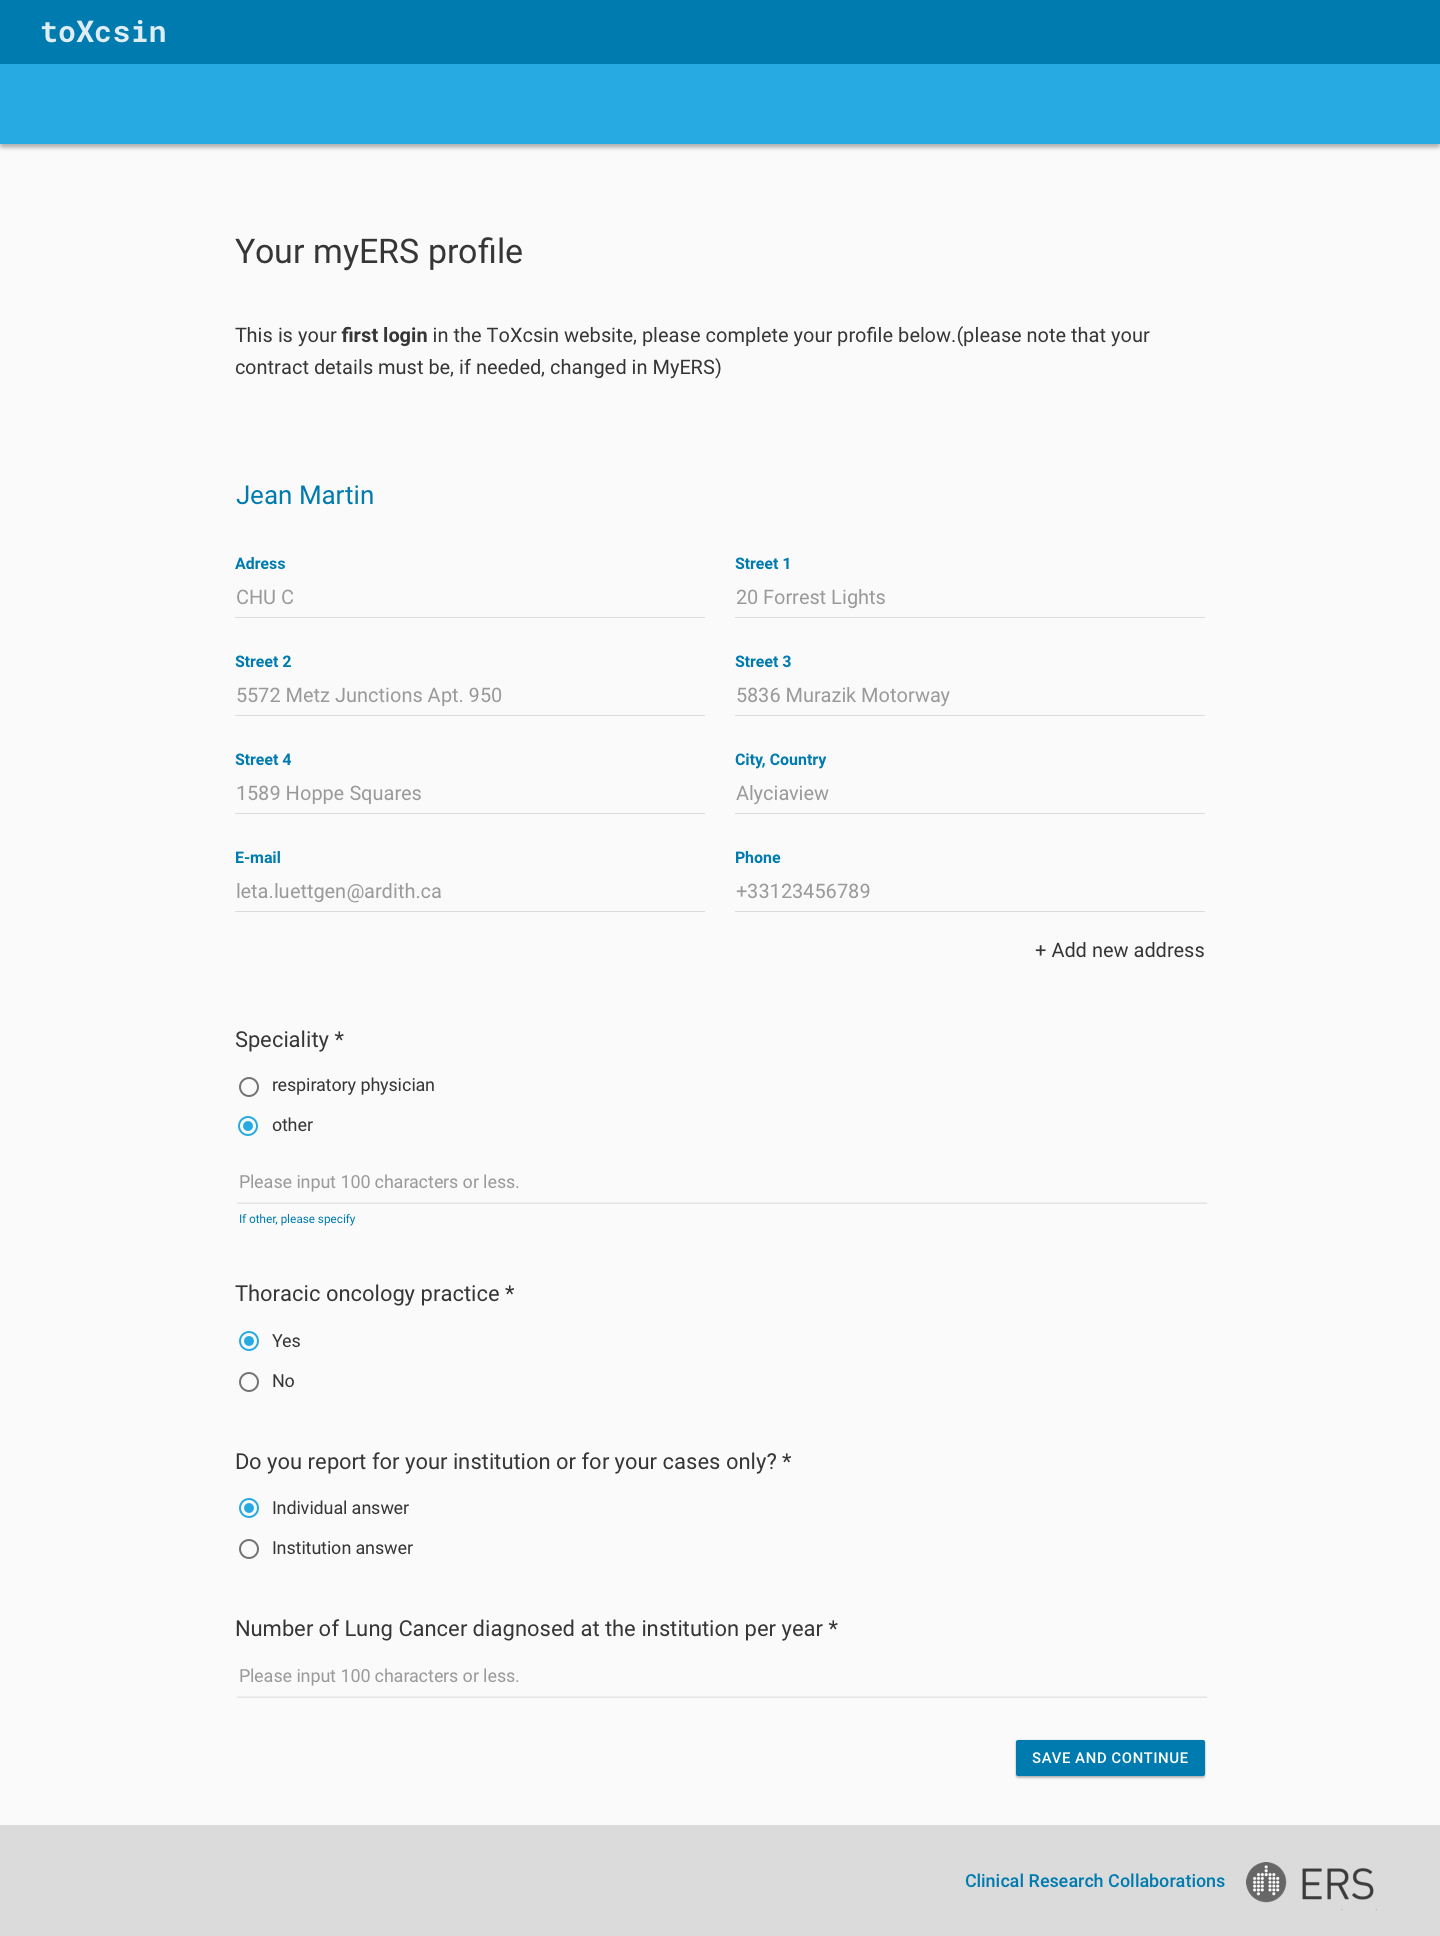 toXcsin
Your myERS profile
This is your first login in the ToXcsin website, please complete your profile below.(please note that your
contract details must be, if needed, changed in MyERS)
Jean Martin
Adress
Street 1
CHU C
20 Forrest Lights
Street 2
Street 3
5572 Metz Junctions Apt. 950
5836 Murazik Motorway
Street 4
City, Country
1589 Hoppe Squares
Alyciaview
E-mail
Phone
leta.luettgen@ardith.ca
+33123456789
+ Add new address
Speciality *
respiratory physician
other
Please input 100 characters or less.
If other, please specify
Thoracic oncology practice *
Yes
No
Do you report for your institution or for your cases only? *
Individual answer
Institution answer
Number of Lung Cancer diagnosed at the institution per year *
Please input 100 characters or less.
SAVE AND CONTINUE
Clinical Research Collaborations
ERS